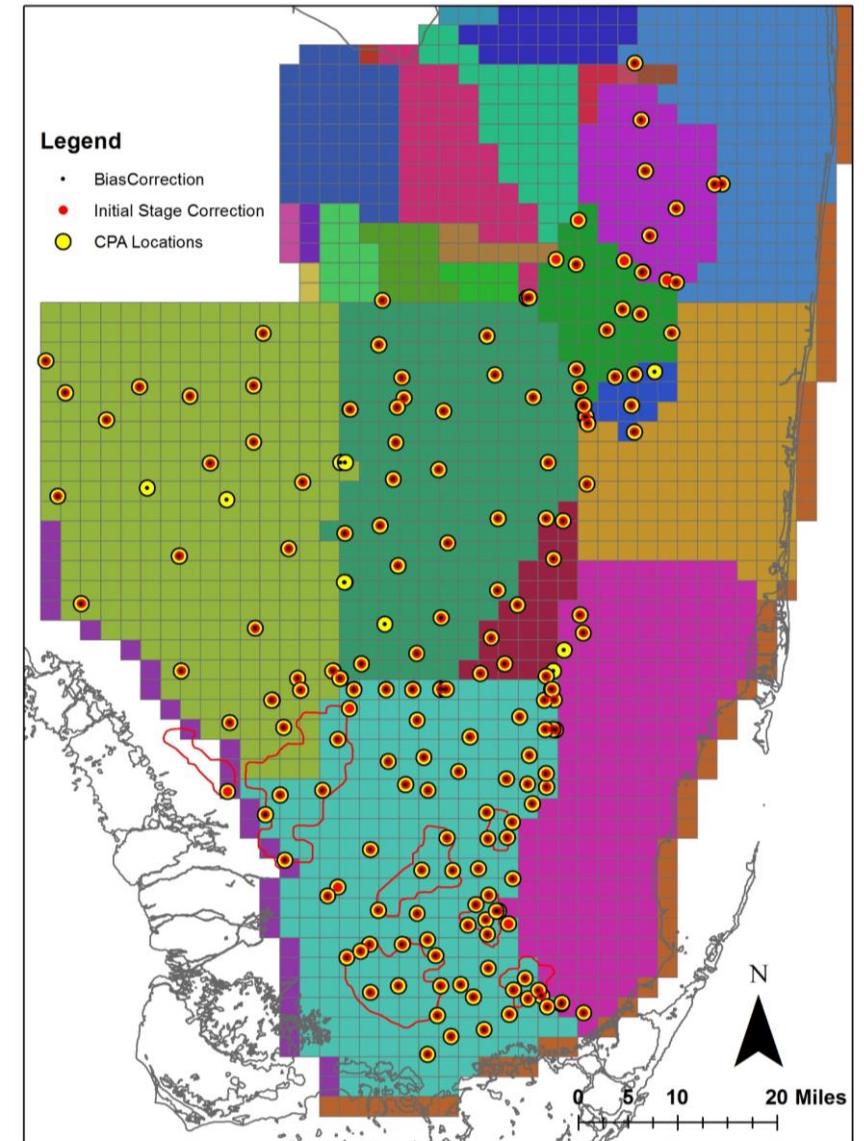 Legend
BiasCorrection
Initial Stage Correction
CPA Locations
N
0 5 10 20 Miles